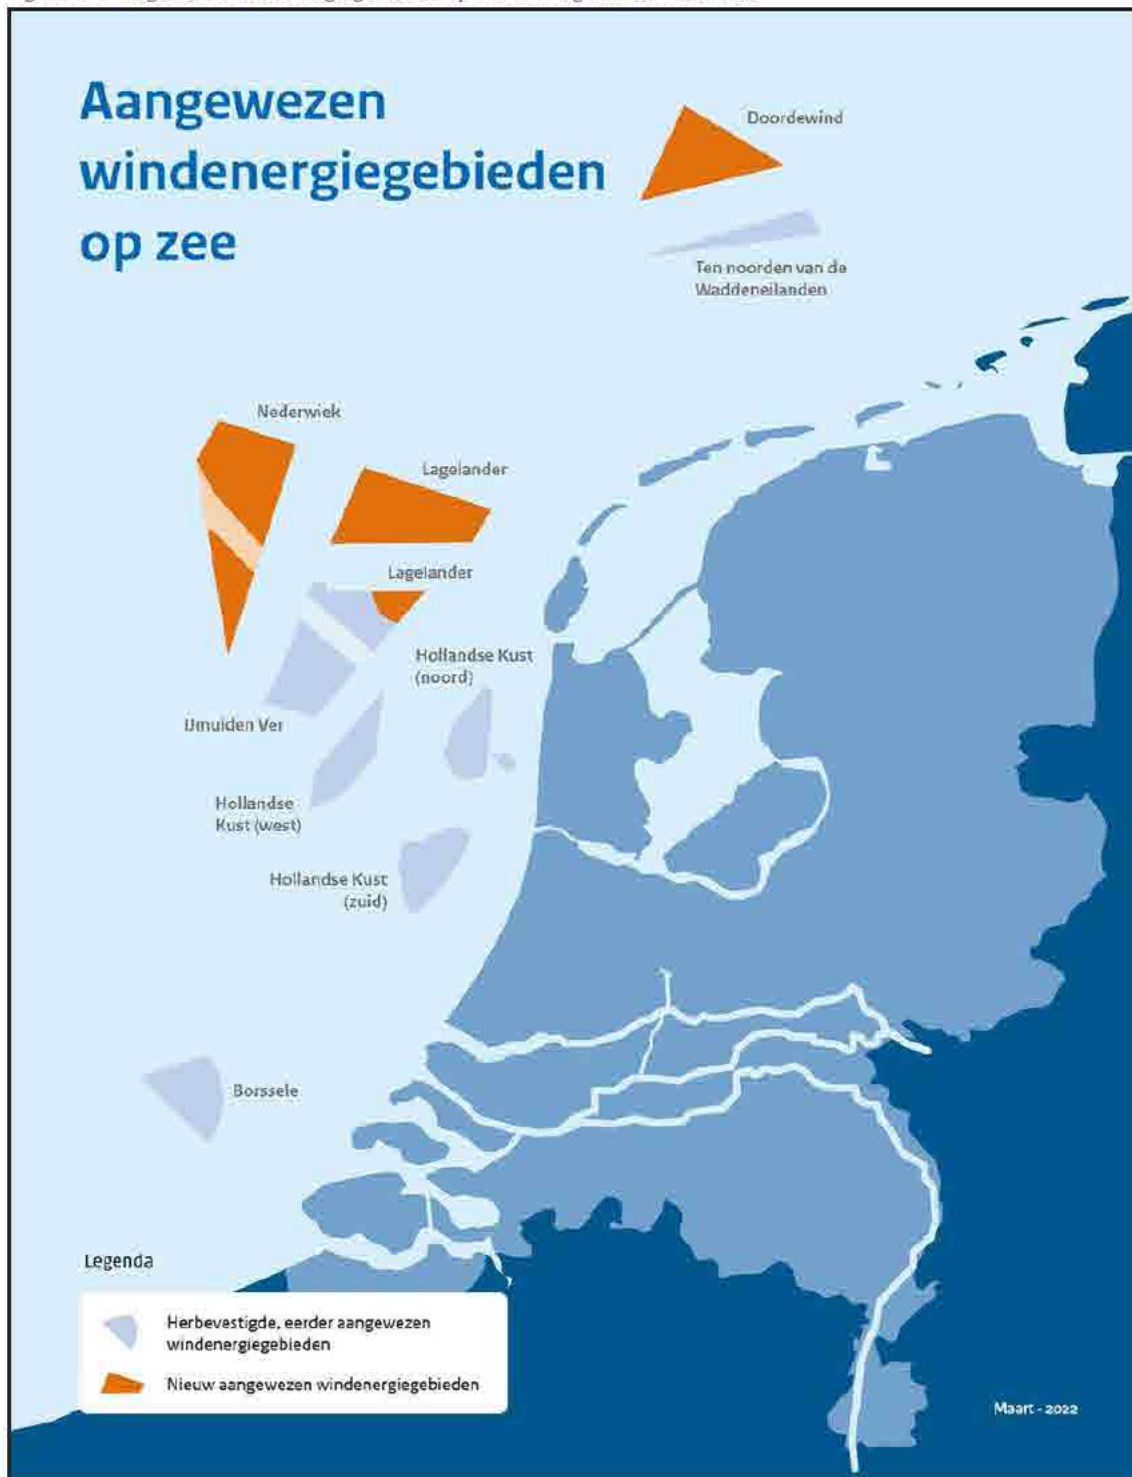 Aangewezen
windenergiegebieden
op zee
Doordewind
Ten noorden van de
Waddeneilanden
Nederwiek
Lagelander
Lagelander
Hollandse Kust
(noord)
IJmuiden Ver
Hollandse
Kust (west)
Hollandse Kust
(zuid)
Borssele
Legenda
Herbevestigde, eerder aangewezen
windenergiegebieden
Nieuw aangewezen windenergiegebieden
Maart - 2022